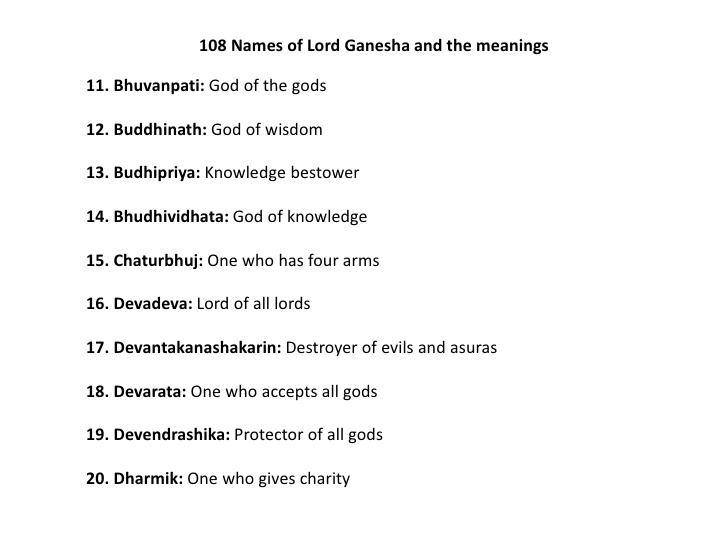 108 Names of Lord Ganesha and the meanings
11. Bhuvanpati: God of the gods
12. Buddhinath: God of wisdom
13. Budhipriya: Knowledge bestower
14. Bhudhividhata: God of knowledge
15. Chaturbhuj: One who has four arms
16. Devadeva: Lord of all lords
17. Devantakanashakarin: Destroyer of evils and asuras
18. Devarata: One who accepts all gods
19. Devendrashika: Protector of all gods
20. Dharmik: One who gives charity